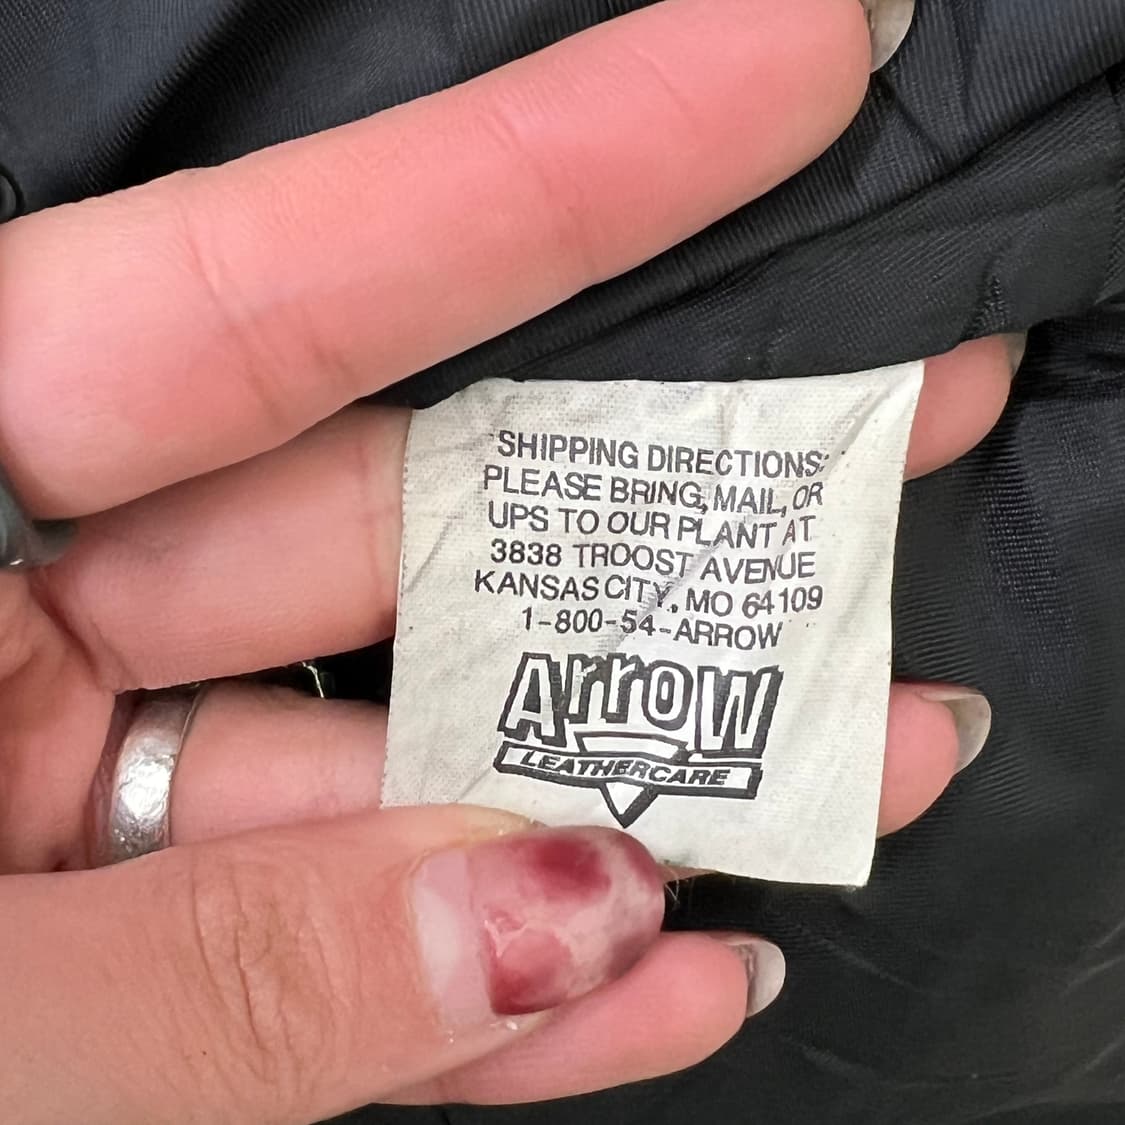 SHIPPING DIRECTIONS:
PLEASE BRING, MAIL, OR
UPS TO OUR PLANT AT
3838 TROOST AVENUE
KANSAS CITY, MO 64109
1-800-54-ARROW
ArroW
LEATHERCARE